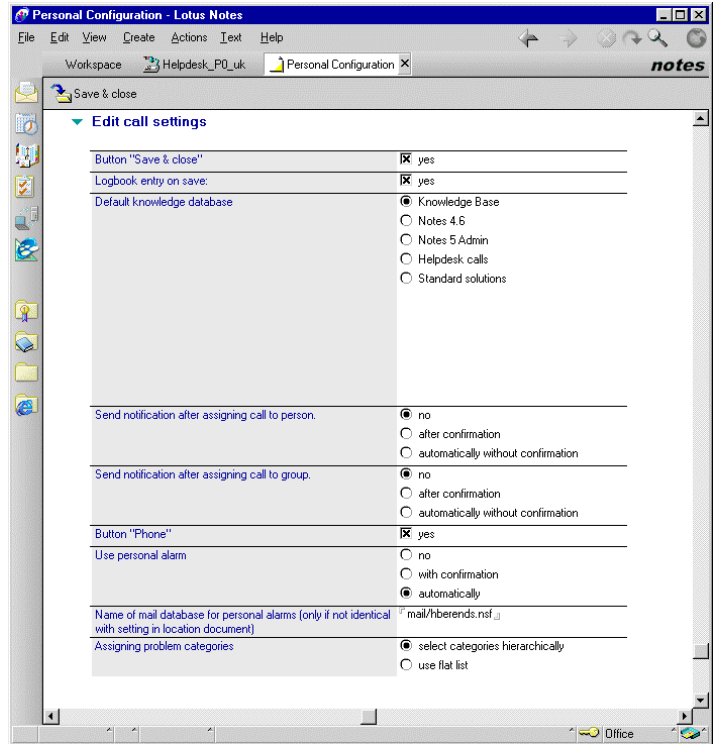 Personal Configuration - Lotus Notes
File Edit View Create Actions Text Help
Workspace Helpdesk_P0_uk Personal Configuration notes
Save & close
Edit call settings
Button "Save & close" yes
Logbook entry on save: yes
Default knowledge database Knowledge Base
Notes 4.6
Notes 5 Admin
Helpdesk calls
Standard solutions
Send notification after assigning call to person. no
after confirmation
automatically without confirmation
Send notification after assigning call to group. no
after confirmation
automatically without confirmation
Button "Phone" yes
Use personal alarm no
with confirmation
automatically
Name of mail database for personal alarms (only if not identical mail/hberends.nsf
with setting in location document)
Assigning problem categories select categories hierarchically
use flat list
Office